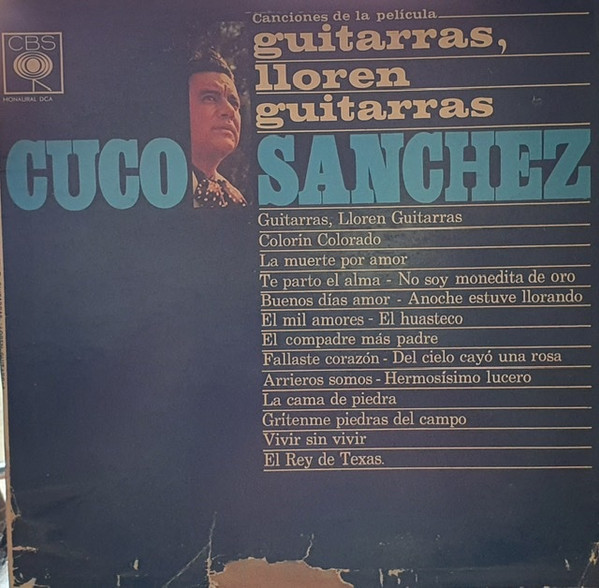 CBS
MONAURAL DCA
Canciones de la película
guitarras,
lloren
guitarras
CUCO SANCHEZ
Guitarras, Lloren Guitarras
Colorín Colorado
La muerte por amor
Te parto el alma - No soy monedita de oro
Buenos días amor - Anoche estuve llorando
El mil amores - El huasteco
El compadre más padre
Fallaste corazón - Del cielo cayó una rosa
Arrieros somos - Hermosísimo lucero
La cama de piedra
Grítenme piedras del campo
Vivir sin vivir
El Rey de Texas.